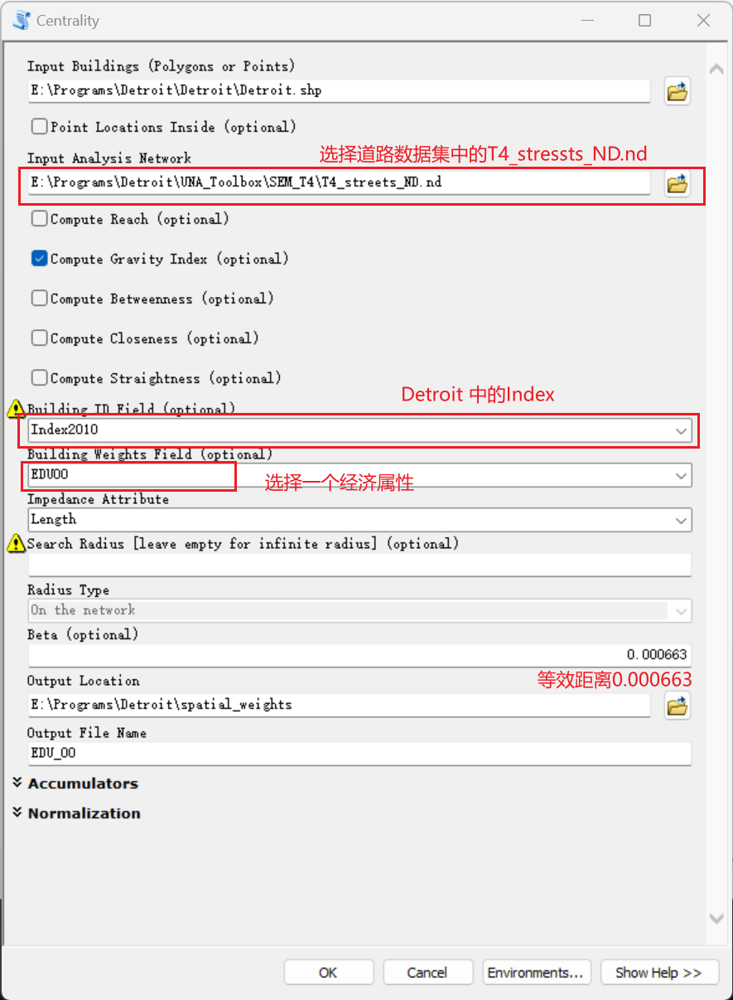 Centrality
Input Buildings (Polygons or Points)
E:\Programs\Detroit\Detroit\Detroit.shp
Point Locations Inside (optional)
选择道路数据集中的T4_stressts_ND.nd
Input Analysis Network
E:\Programs\Detroit\UNA_Toolbox\SEM_T4\T4_streets_ND.nd
Compute Reach (optional)
Compute Gravity Index (optional)
Compute Betweenness (optional)
Compute Closeness (optional)
Compute Straightness (optional)
Detroit 中的Index
Building ID Field (optional)
Index2010
Building Weights Field (optional)
EDU00
选择一个经济属性
Impedance Attribute
Length
Search Radius [leave empty for infinite radius] (optional)
Radius Type
On the network
Beta (optional)
0.000663
等效距离0.000663
Output Location
E:\Programs\Detroit\spatial_weights
Output File Name
EDU_00
Accumulators
Normalization
OK Cancel Environments... Show Help >>